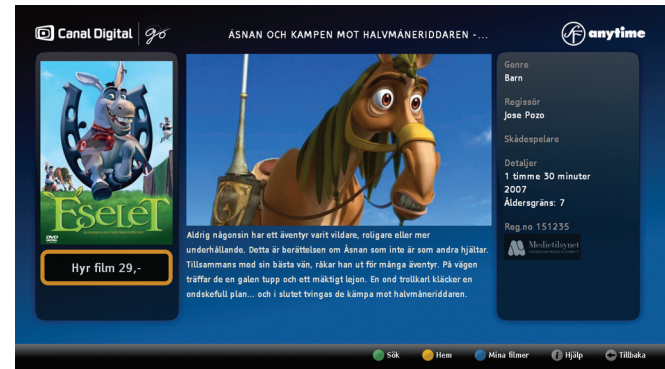 Canal Digital go
ÅSNAN OCH KAMPEN MOT HALVMÅNERIDDAREN -...
SF anytime
Eselet
DVD
Hyr film 29,-
Aldrig någonsin har ett äventyr varit vildare, roligare eller mer
underhållande. Detta är berättelsen om Åsnan som inte är som andra hjältar.
Tillsammans med sin bästa vän, råkar han ut för många äventyr. På vägen
träffar de en galen tupp och ett mäktigt lejon. En ond trollkarl kläcker en
ondskefull plan... och i slutet tvingas de kämpa mot halvmåneriddaren.
Genre
Barn
Regissör
Jose Pozo
Skådespelare
Detaljer
1 timme 30 minuter
2007
Åldersgräns: 7
Reg.no 151235
Medietilsynet
Sök
Hem
Mina filmer
i Hjälp
Tillbaka